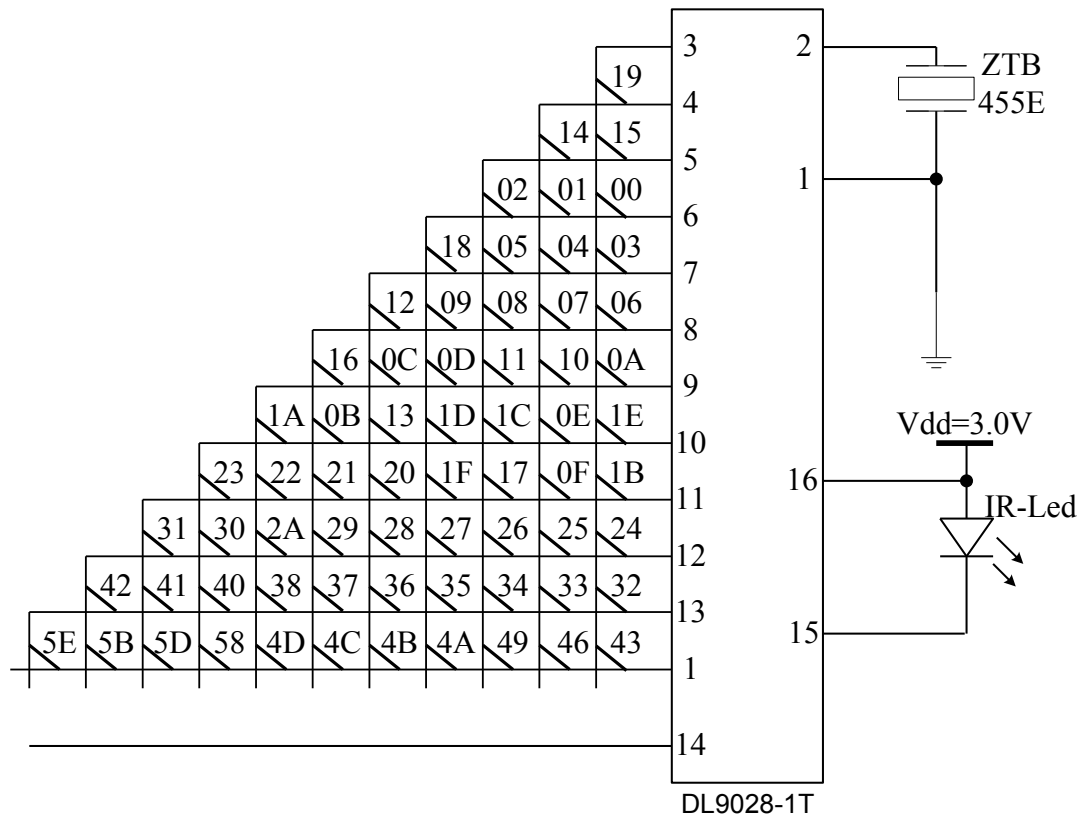 3 2
ZTB
19
4 455E
14 15
5
1
02 01 00
6
18 05 04 03
7
12 09 08 07 06
8
16 0C 0D 11 10 0A
9
1A 0B 13 1D 1C 0E 1E
Vdd=3.0V
10
23 22 21 20 1F 17 0F 1B
16
11
IR-Led
31 30 2A 29 28 27 26 25 24
12
42 41 40 38 37 36 35 34 33 32
13
15
5E 5B 5D 58 4D 4C 4B 4A 49 46 43
1
14
DL9028-1T